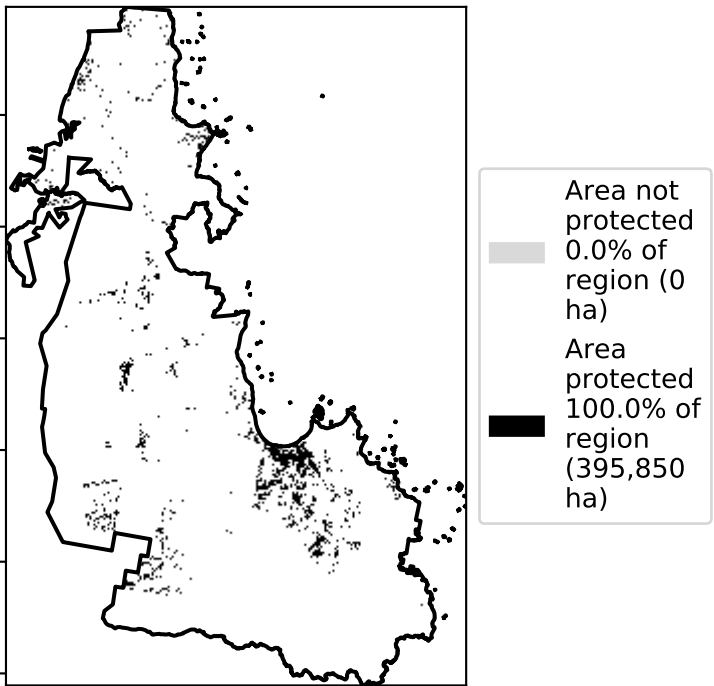 Area not
protected
0.0% of
region (0
ha)
Area
protected
100.0% of
region
(395,850
ha)